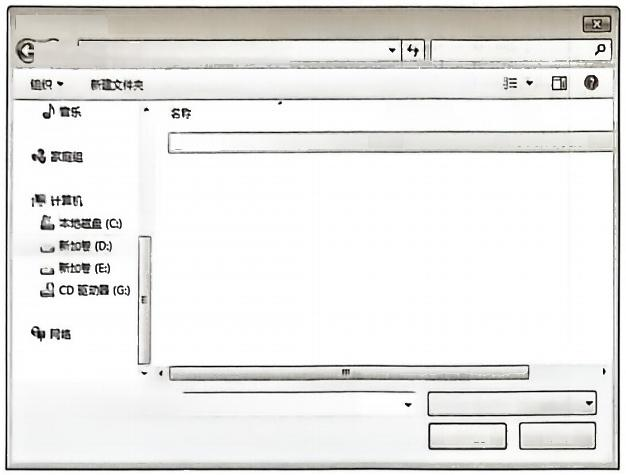 组织 新建文件夹
音乐 名称
家庭组
计算机
本地磁盘 (C:)
新加卷 (D:)
新加卷 (E:)
CD 驱动器 (G:)
网络